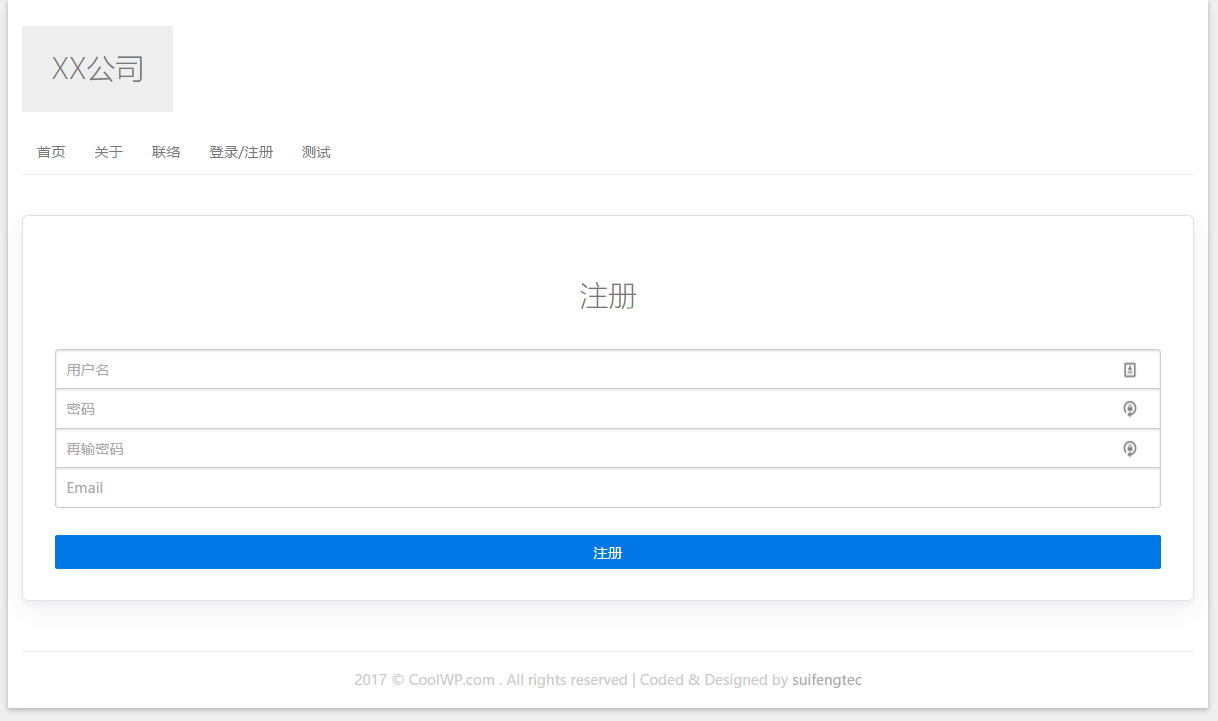 XX公司
首页 关于 联络 登录/注册 测试
注册
用户名
密码
再输密码
Email
注册
2017 © CoolWP.com . All rights reserved | Coded & Designed by suifengtec